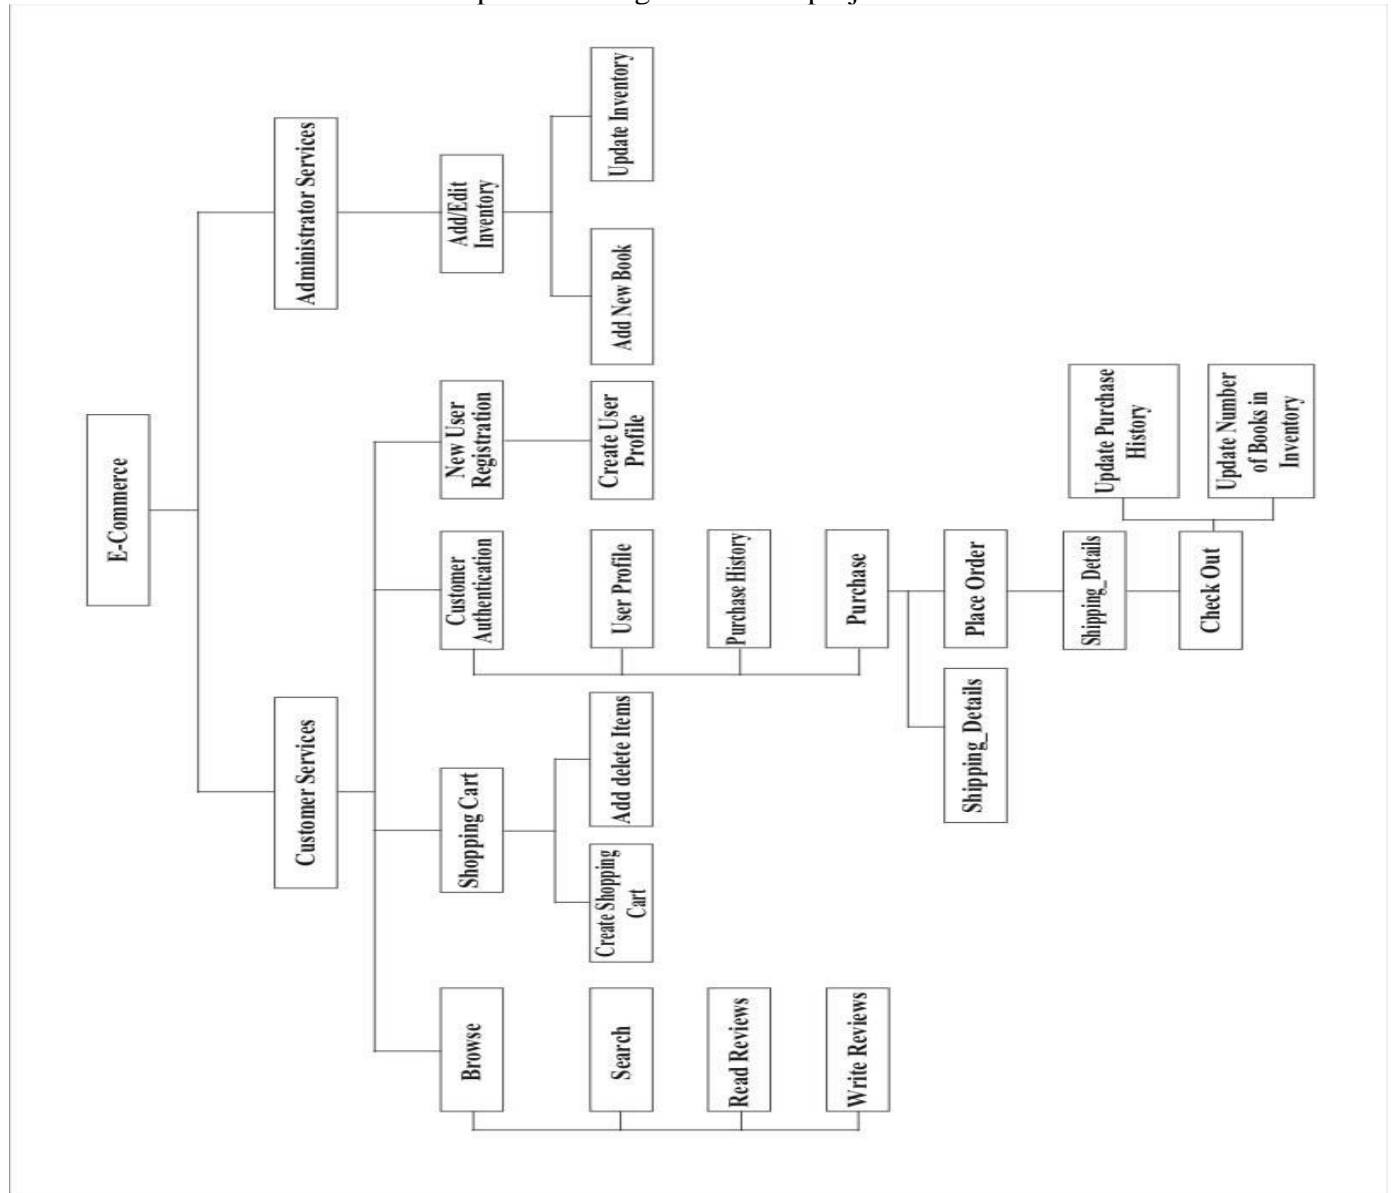 E-Commerce
Customer Services
Administrator Services
Browse
Shopping Cart
Customer
Authentication
New User
Registration
Add/Edit
Inventory
Search
Create Shopping
Cart
Add delete Items
User Profile
Create User
Profile
Add New Book
Update Inventory
Read Reviews
Purchase History
Write Reviews
Purchase
Shipping_Details
Place Order
Shipping_Details
Update Purchase
History
Check Out
Update Number
of Books in
Inventory